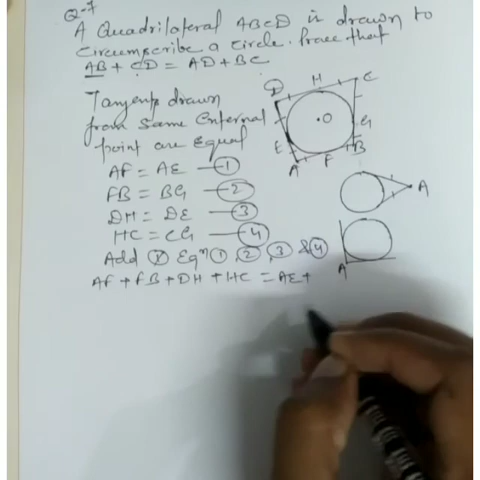 Q-7
A Quadrilateral ABCD is drawn to
circumscribe a circle. Prove that
AB + CD = AD + BC
Tangents drawn
from same External
point are Equal
AF = AE - 1
FB = BG - 2
DH = DE - 3
HC = CG - 4
Add Eqn 1, 2, 3 & 4
AF + FB + DH + HC = AE +
D H C
O
G
E B
A F
A
A